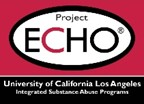 Project
ECHO®
University of California Los Angeles
Integrated Substance Abuse Programs